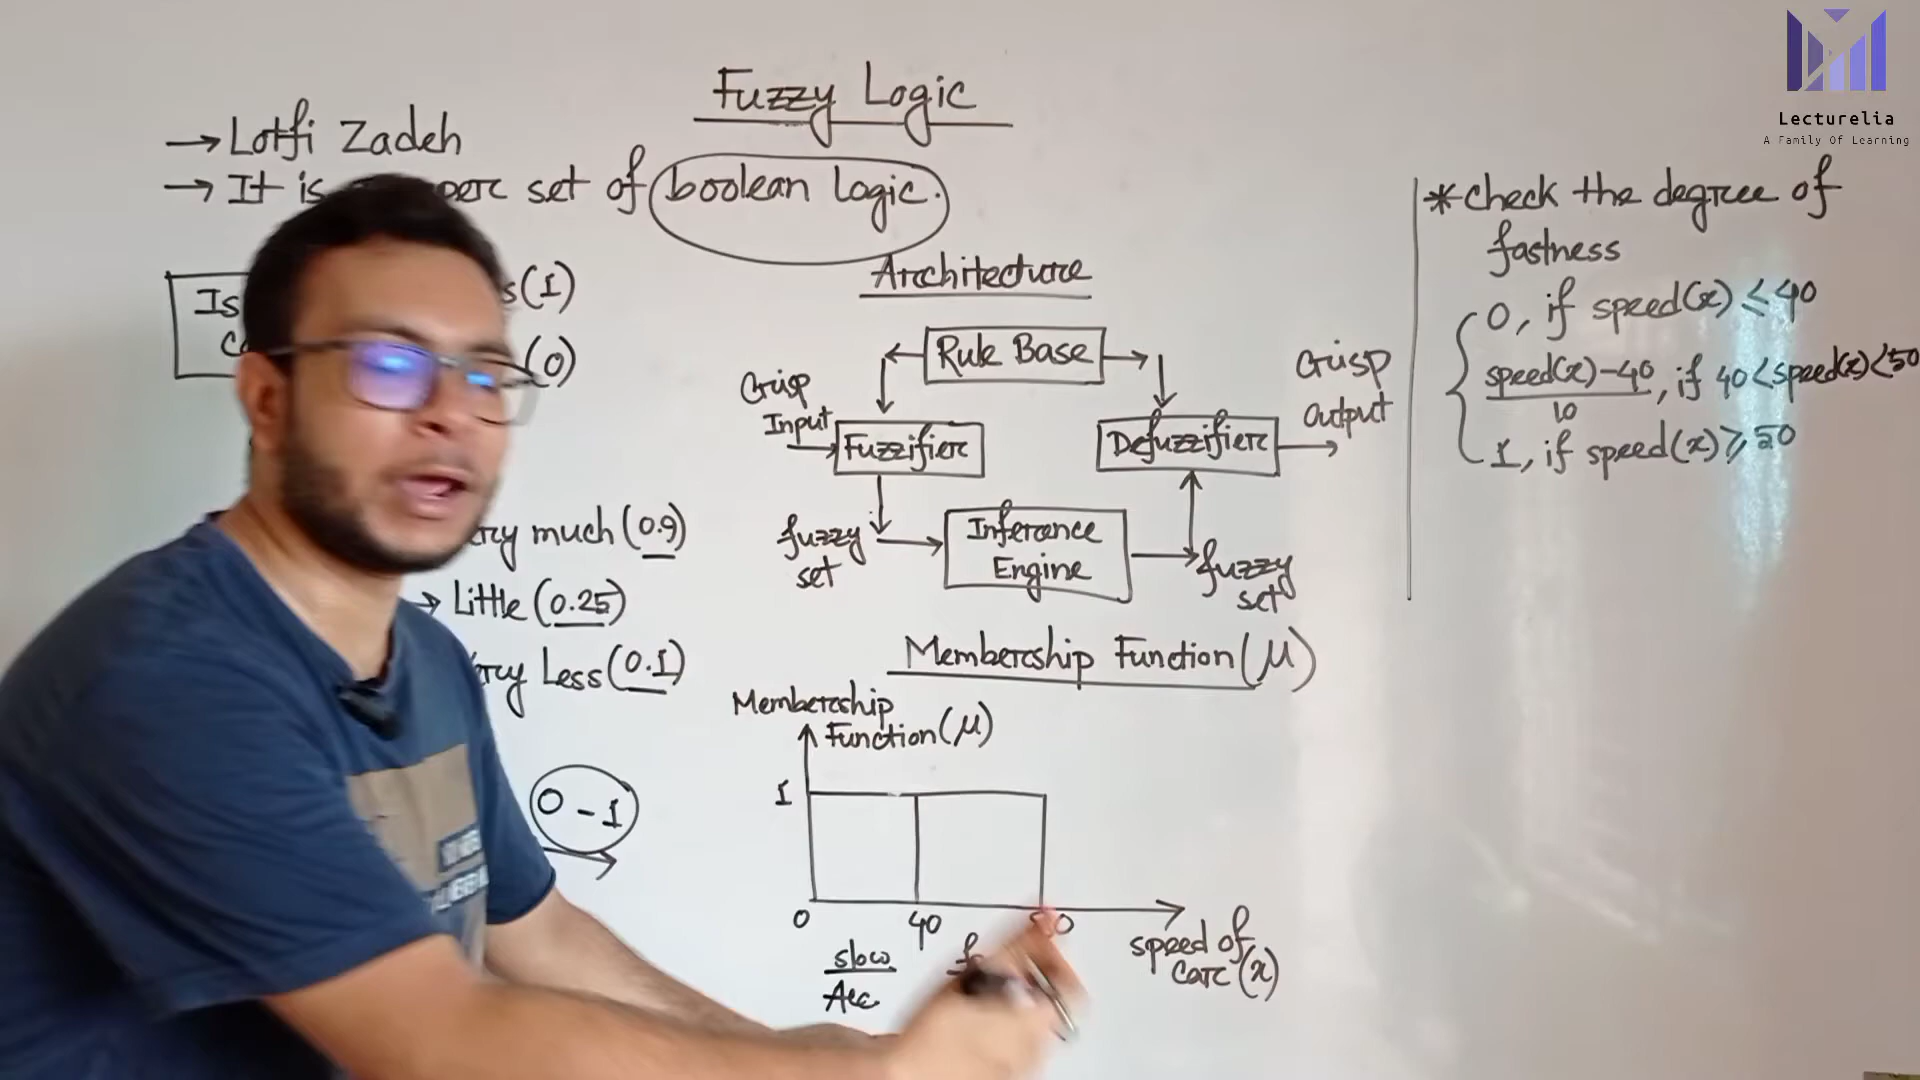 Fuzzy Logic
→ Lotfi Zadeh
→ It is set of boolean logic.
Is
(1)
(0)
much (0.9)
→ Little (0.25)
Less (0.1)
0 - 1
Architecture
Rule Base
Crisp
Input
Fuzzifier
Defuzzifier
Crisp
Output
fuzzy
set
Inference
Engine
fuzzy
set
Membership Function (μ)
Membership
Function (μ)
1
0
40
slow
speed of
Car (x)
* check the degree of
fastness
0, if speed(x) ≤ 40
speed(x) - 40
10
, if 40 < speed(x) < 50
1, if speed(x) ≥ 50
Lecturelia
A Family Of Learning